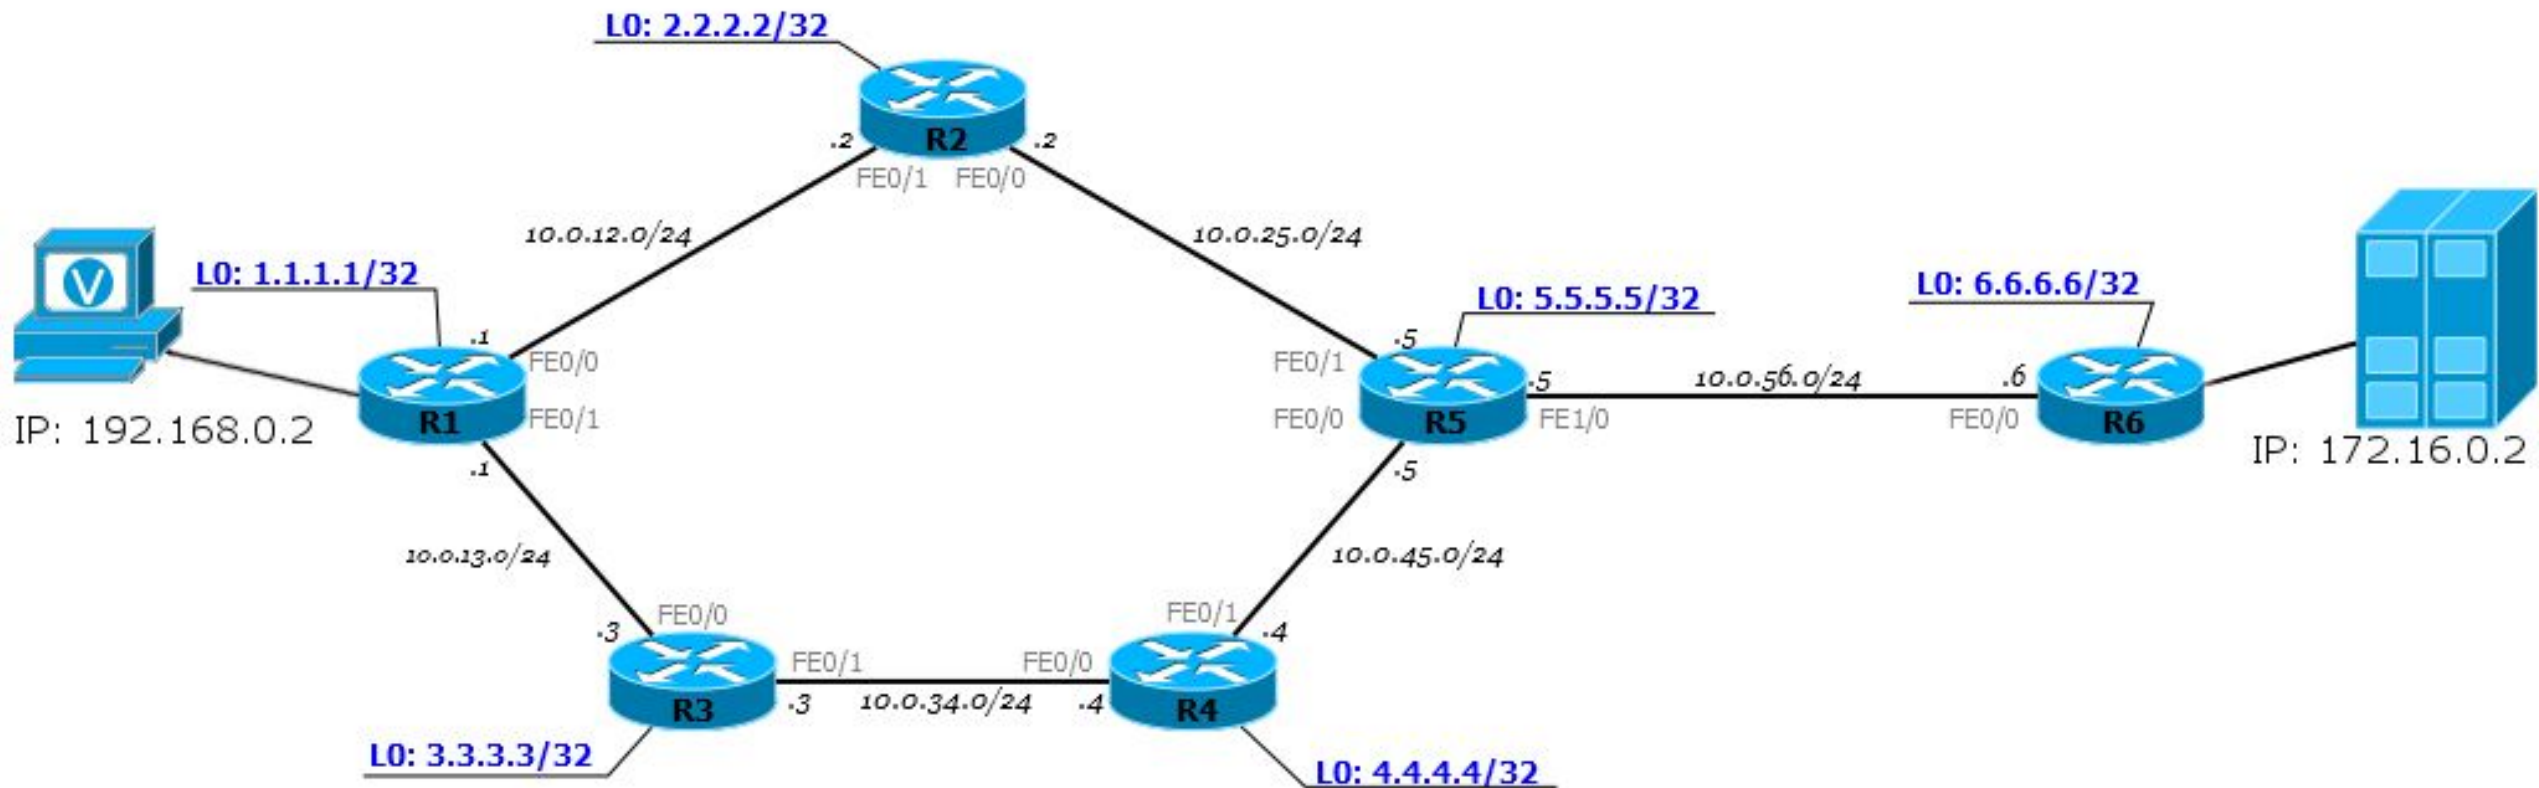 L0: 2.2.2.2/32
R2
.2
.2
FE0/1
FE0/0
10.0.12.0/24
10.0.25.0/24
V
L0: 1.1.1.1/32
IP: 192.168.0.2
.1
FE0/0
R1
FE0/1
.1
L0: 5.5.5.5/32
.5
FE0/1
.5
FE0/0
R5
FE1/0
.5
10.0.56.0/24
L0: 6.6.6.6/32
.6
FE0/0
R6
IP: 172.16.0.2
10.0.13.0/24
10.0.45.0/24
FE0/0
.3
R3
FE0/1
.3
10.0.34.0/24
FE0/1
.4
FE0/0
.4
R4
L0: 3.3.3.3/32
L0: 4.4.4.4/32